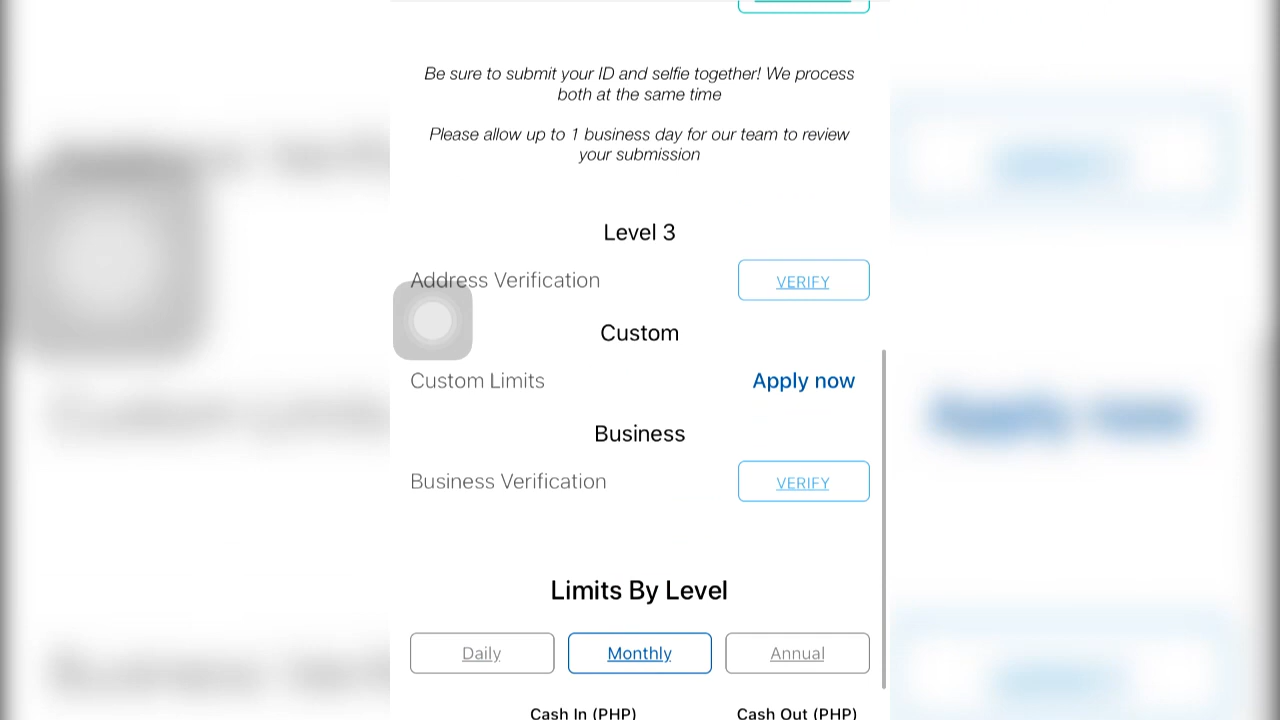 Be sure to submit your ID and selfie together! We process
both at the same time
Please allow up to 1 business day for our team to review
your submission
Level 3
Address Verification VERIFY
Custom
Custom Limits Apply now
Business
Business Verification VERIFY
Limits By Level
Daily Monthly Annual
Cash In (PHP) Cash Out (PHP)